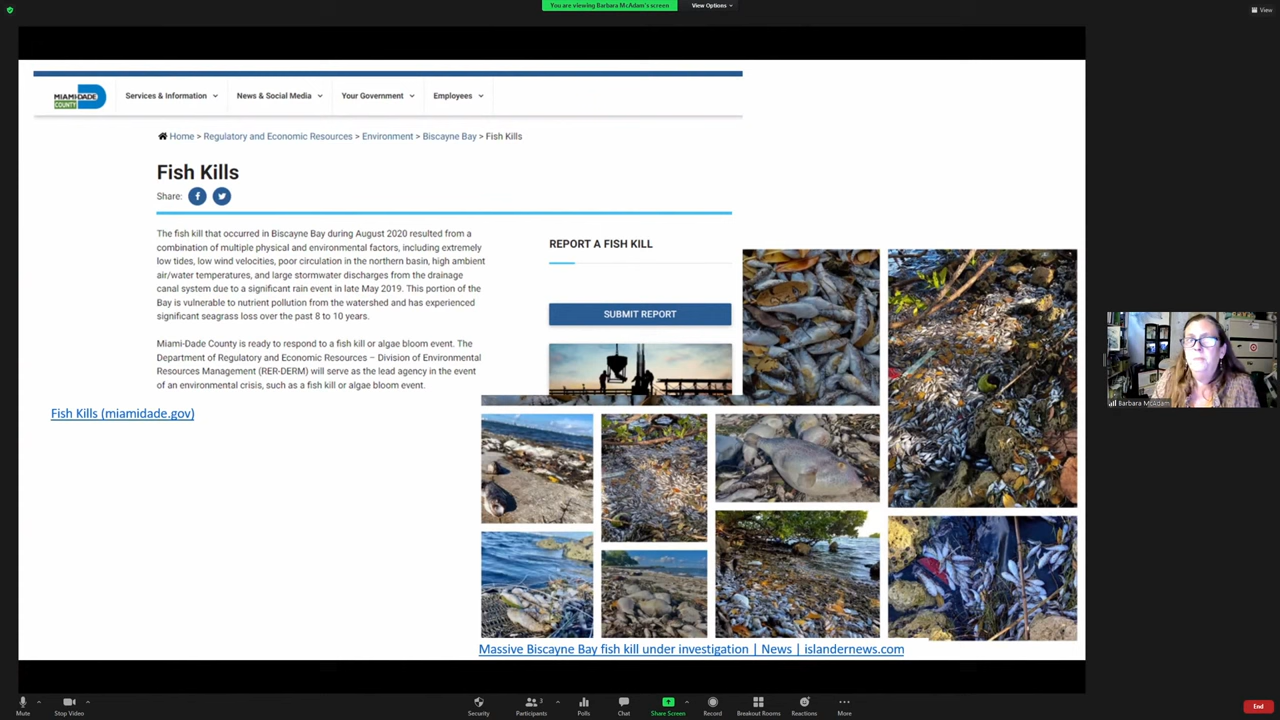 You are viewing Barbara McAdam's screen
View Options
View
MIAMI-DADE
COUNTY
Services & Information
News & Social Media
Your Government
Employees
Home > Regulatory and Economic Resources > Environment > Biscayne Bay > Fish Kills
Fish Kills
Share:
The fish kill that occurred in Biscayne Bay during August 2020 resulted from a
combination of multiple physical and environmental factors, including extremely
low tides, low wind velocities, poor circulation in the northern basin, high ambient
air/water temperatures, and large stormwater discharges from the drainage
canal system due to a significant rain event in late May 2019. This portion of the
Bay is vulnerable to nutrient pollution from the watershed and has experienced
significant seagrass loss over the past 8 to 10 years.
Miami-Dade County is ready to respond to a fish kill or algae bloom event. The
Department of Regulatory and Economic Resources – Division of Environmental
Resources Management (RER-DERM) will serve as the lead agency in the event
of an environmental crisis, such as a fish kill or algae bloom event.
REPORT A FISH KILL
SUBMIT REPORT
Fish Kills (miamidade.gov)
Massive Biscayne Bay fish kill under investigation | News | islandernews.com
Barbara McAdam
Mute
Stop Video
Security
Participants
3
Polls
Chat
Share Screen
Record
Breakout Rooms
Reactions
More
End